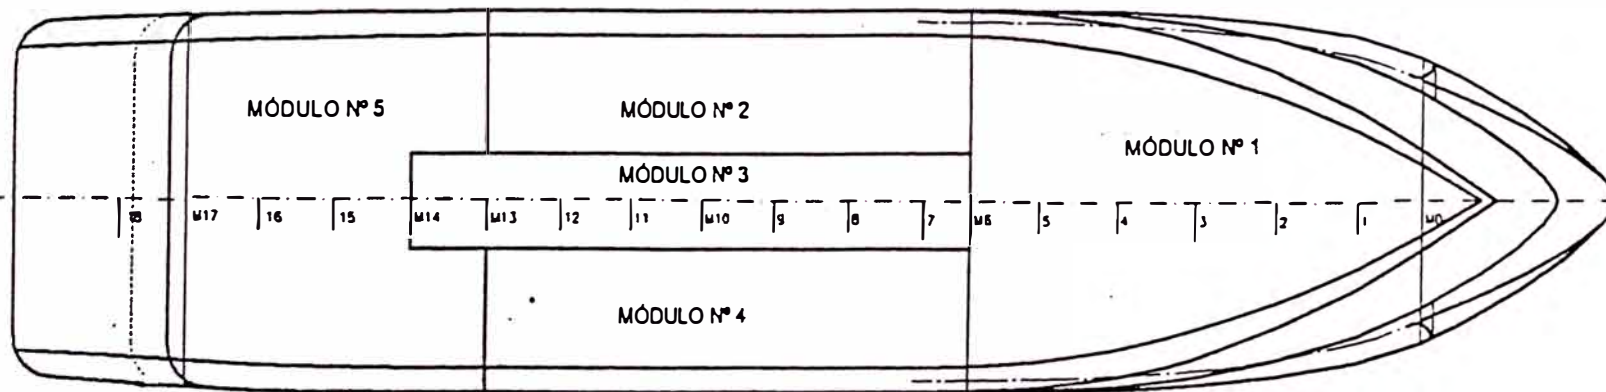 MÓDULO Nº 5
MÓDULO Nº 2
MÓDULO Nº 1
MÓDULO Nº 3
18 M17 16 15 M14 M13 12 11 M10 9 8 7 M6 5 4 3 2 1 M0
MÓDULO Nº 4